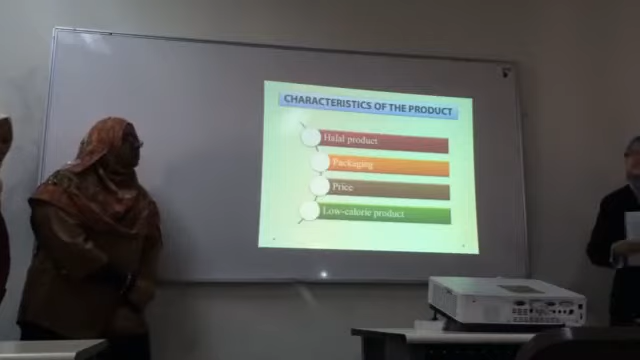 CHARACTERISTICS OF THE PRODUCT
Halal product
Packaging
Price
Low-calorie product